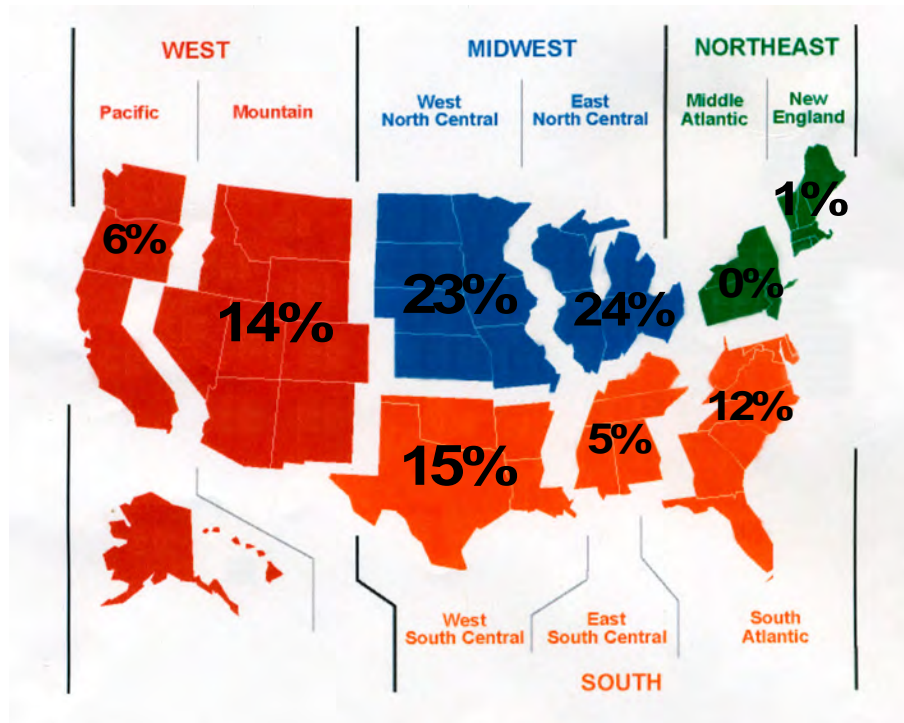 WEST
MIDWEST
NORTHEAST
Pacific
Mountain
West
North Central
East
North Central
Middle
Atlantic
New
England
1%
6%
0%
23%
24%
14%
12%
5%
15%
West
South Central
East
South Central
South
Atlantic
SOUTH